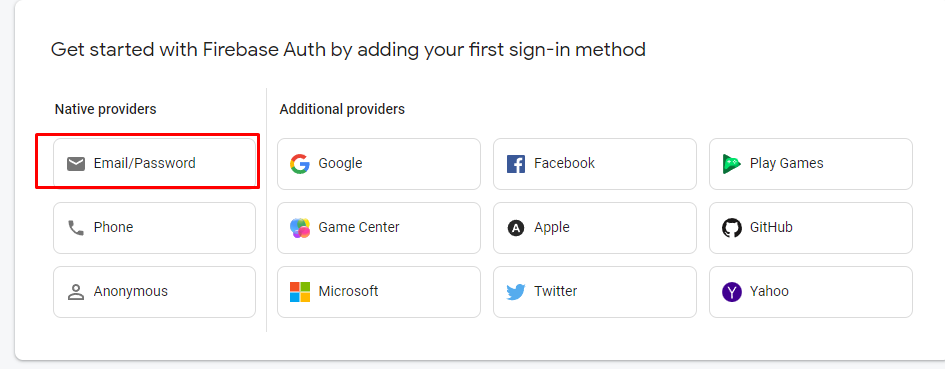 Get started with Firebase Auth by adding your first sign-in method
Native providers
Additional providers
Email/Password
Google
Facebook
Play Games
Phone
Game Center
Apple
GitHub
Anonymous
Microsoft
Twitter
Yahoo